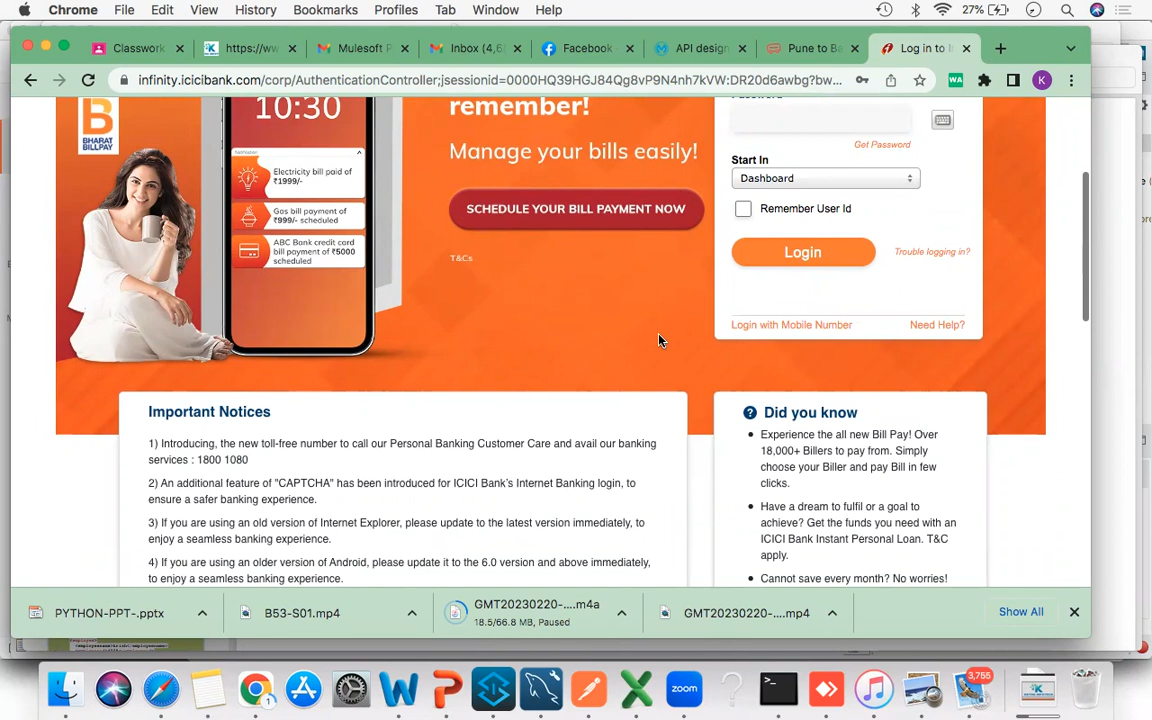 Chrome File Edit View History Bookmarks Profiles Tab Window Help 27%
Classwork https://ww Mulesoft P Inbox (4,6 Facebook API design Pune to Ba Log in to I
infinity.icicibank.com/corp/AuthenticationController;jsessionid=0000HQ39HGJ84Qg8vP9N4nh7kVW:DR20d6awbg?bw... WA K
B
BHARAT
BILLPAY
10:30
Electricity bill paid of
₹1999/-
Gas bill payment of
₹999/- scheduled
ABC Bank credit card
bill payment of ₹5000
scheduled
remember!
Manage your bills easily!
SCHEDULE YOUR BILL PAYMENT NOW
T&Cs
Get Password
Start In
Dashboard
Remember User Id
Login Trouble logging in?
Login with Mobile Number Need Help?
Important Notices
1) Introducing, the new toll-free number to call our Personal Banking Customer Care and avail our banking
services : 1800 1080
2) An additional feature of "CAPTCHA" has been introduced for ICICI Bank's Internet Banking login, to
ensure a safer banking experience.
3) If you are using an old version of Internet Explorer, please update to the latest version immediately, to
enjoy a seamless banking experience.
4) If you are using an older version of Android, please update it to the 6.0 version and above immediately,
to enjoy a seamless banking experience.
? Did you know
Experience the all new Bill Pay! Over
18,000+ Billers to pay from. Simply
choose your Biller and pay Bill in few
clicks.
Have a dream to fulfil or a goal to
achieve? Get the funds you need with an
ICICI Bank Instant Personal Loan. T&C
apply.
Cannot save every month? No worries!
PYTHON-PPT-.pptx B53-S01.mp4 GMT20230220-....m4a GMT20230220-....mp4 Show All
18.5/66.8 MB, Paused
1 zoom 3,755